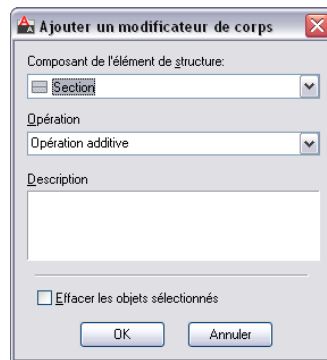 Ajouter un modificateur de corps
Composant de l'élément de structure:
Section
Opération
Opération additive
Description
Effacer les objets sélectionnés
OK
Annuler